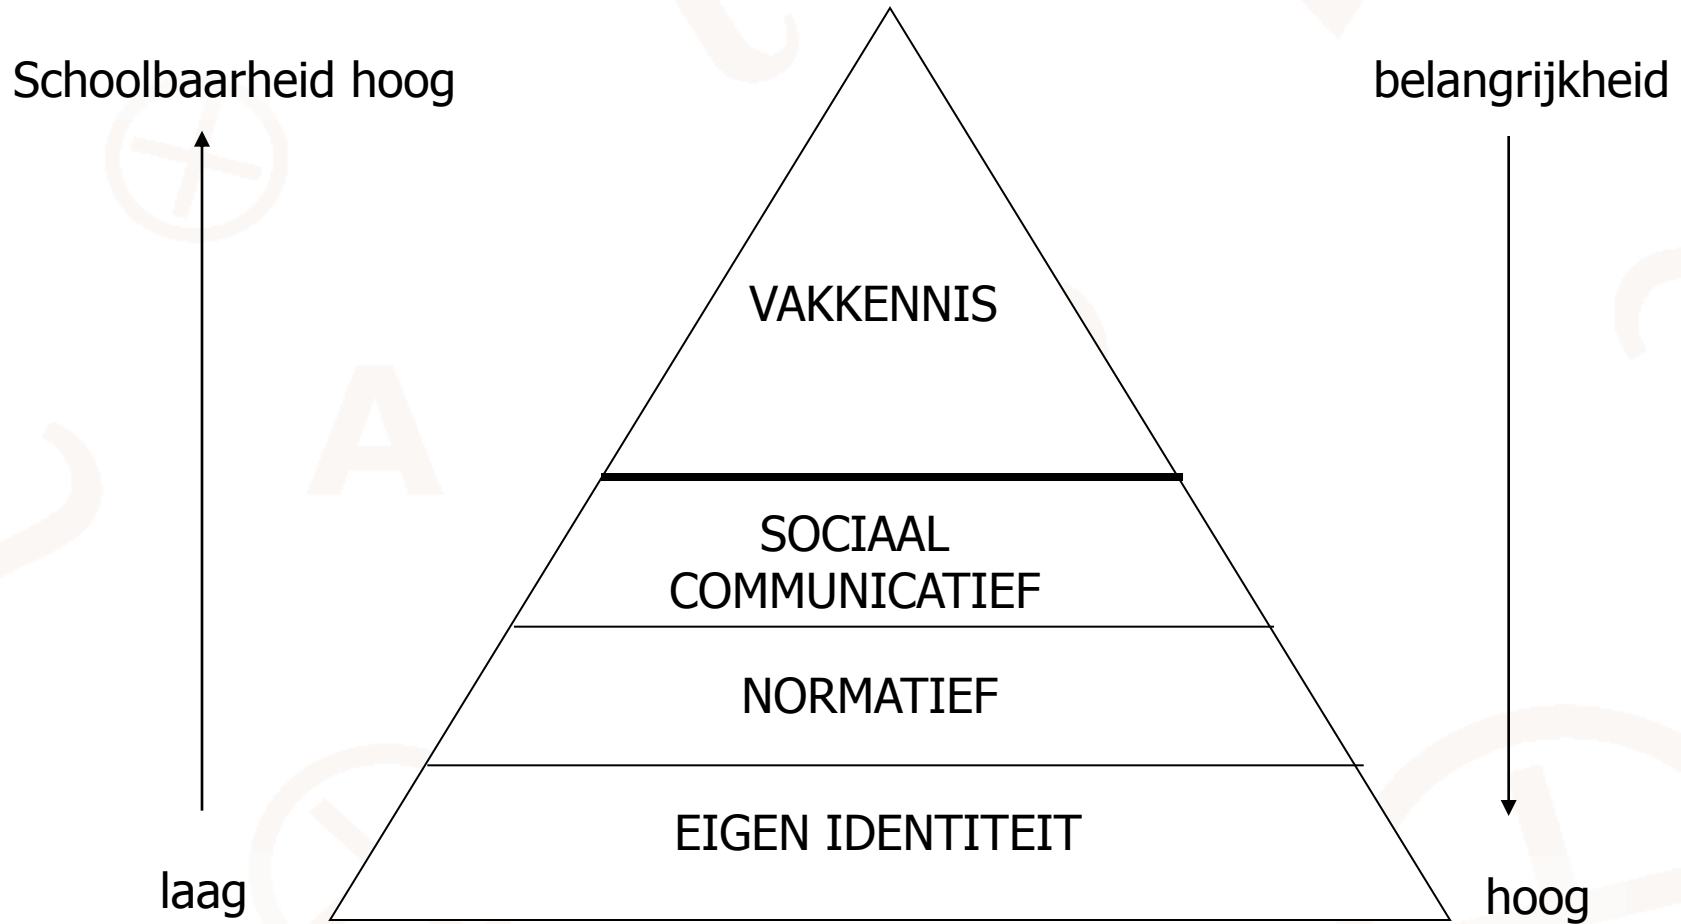 Schoolbaarheid hoog
belangrijkheid
VAKKENNIS
SOCIAAL
COMMUNICATIEF
NORMATIEF
EIGEN IDENTITEIT
laag
hoog
A